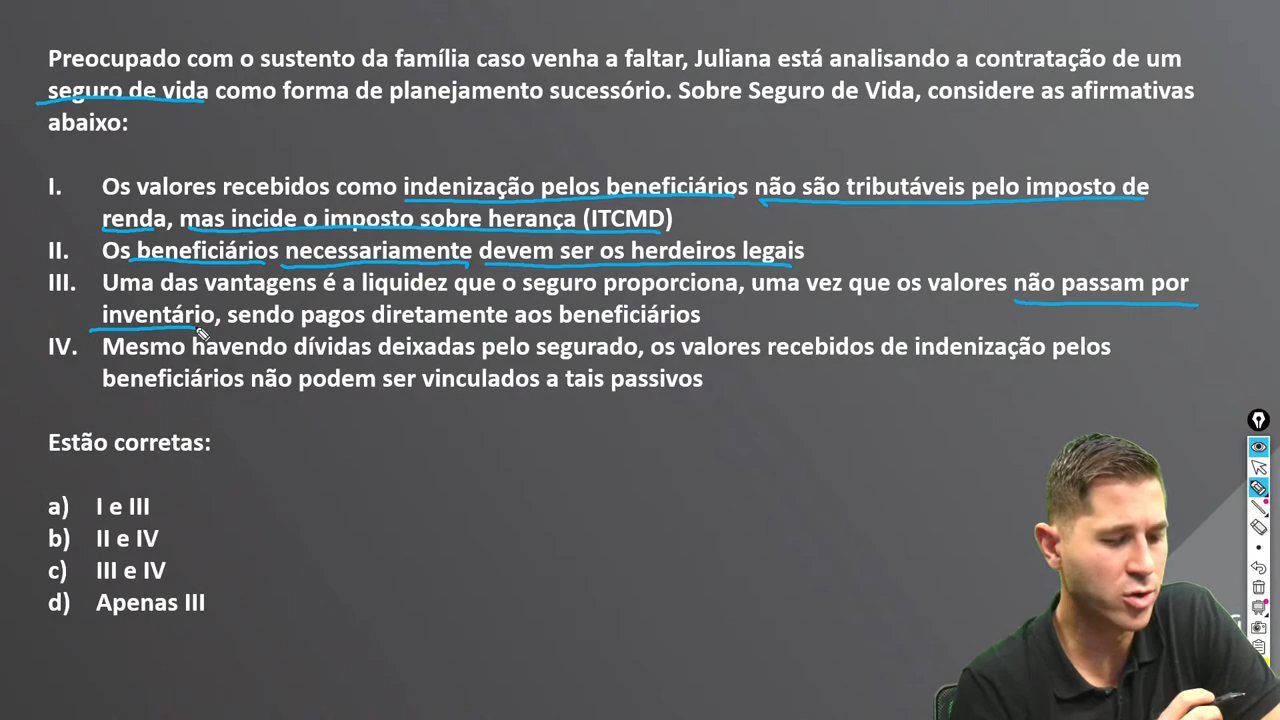 Preocupado com o sustento da família caso venha a faltar, Juliana está analisando a contratação de um
seguro de vida como forma de planejamento sucessório. Sobre Seguro de Vida, considere as afirmativas
abaixo:
I. Os valores recebidos como indenização pelos beneficiários não são tributáveis pelo imposto de
renda, mas incide o imposto sobre herança (ITCMD)
II. Os beneficiários necessariamente devem ser os herdeiros legais
III. Uma das vantagens é a liquidez que o seguro proporciona, uma vez que os valores não passam por
inventário, sendo pagos diretamente aos beneficiários
IV. Mesmo havendo dívidas deixadas pelo segurado, os valores recebidos de indenização pelos
beneficiários não podem ser vinculados a tais passivos
Estão corretas:
a) I e III
b) II e IV
c) III e IV
d) Apenas III